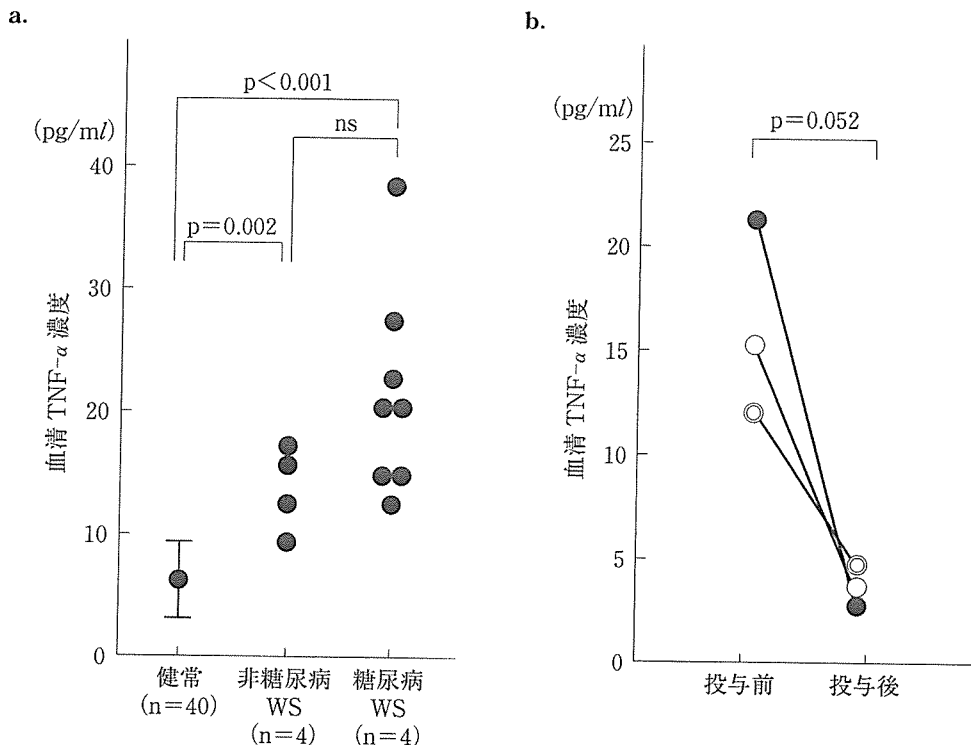 a.
p<0.001
(pg/ml)
ns
40
p=0.002
30
血清 TNF-α 濃度
20
10
0
健常
(n=40)
非糖尿病
WS
(n=4)
糖尿病
WS
(n=4)
b.
(pg/ml)
p=0.052
25
20
血清 TNF-α 濃度
15
10
5
0
投与前
投与後